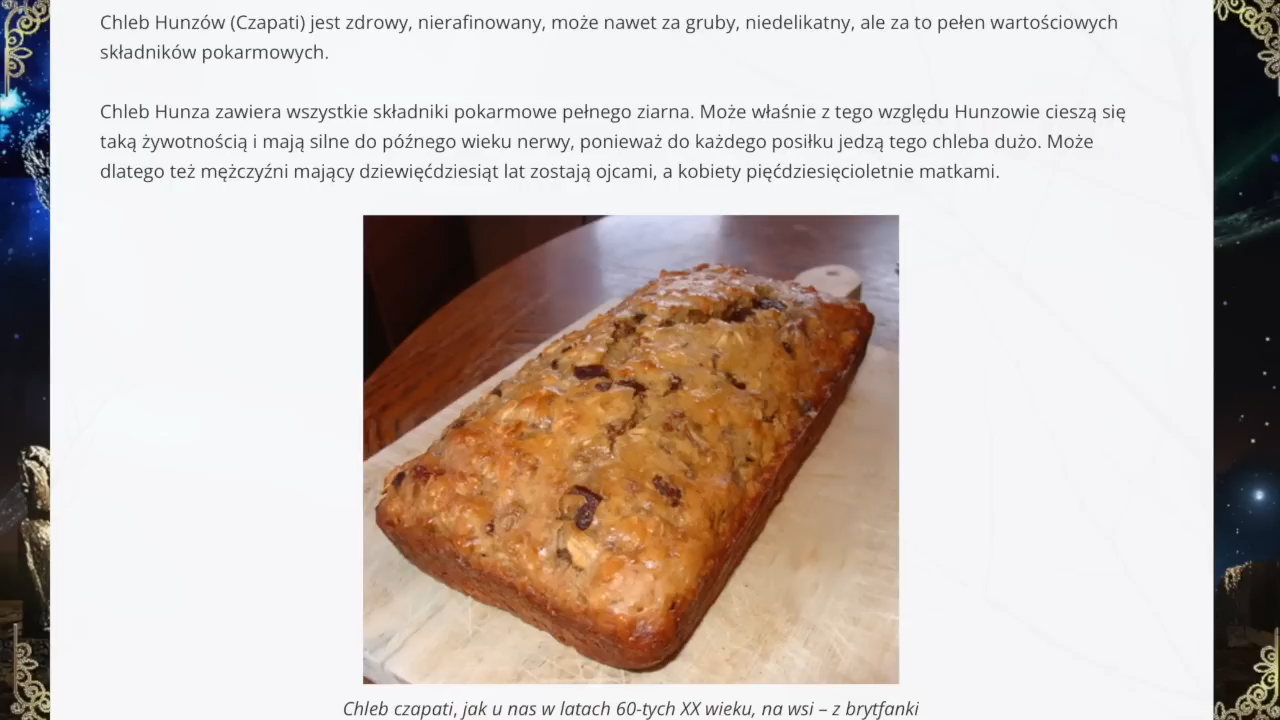 Chleb Hunzów (Czapati) jest zdrowy, nierafinowany, może nawet za gruby, niedelikatny, ale za to pełen wartościowych
składników pokarmowych.
Chleb Hunza zawiera wszystkie składniki pokarmowe pełnego ziarna. Może właśnie z tego względu Hunzowie cieszą się
taką żywotnością i mają silne do późnego wieku nerwy, ponieważ do każdego posiłku jedzą tego chleba dużo. Może
dlatego też mężczyźni mający dziewięćdziesiąt lat zostają ojcami, a kobiety pięćdziesięcioletnie matkami.
Chleb czapati, jak u nas w latach 60-tych XX wieku, na wsi – z brytfanki